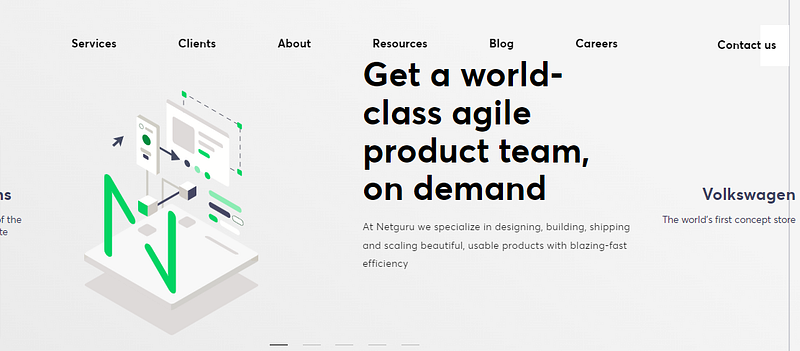 Services Clients About Resources Blog Careers Contact us
Get a world-
class agile
product team,
on demand
At Netguru we specialize in designing, building, shipping
and scaling beautiful, usable products with blazing-fast
efficiency
Volkswagen
The world's first concept store
of the
N